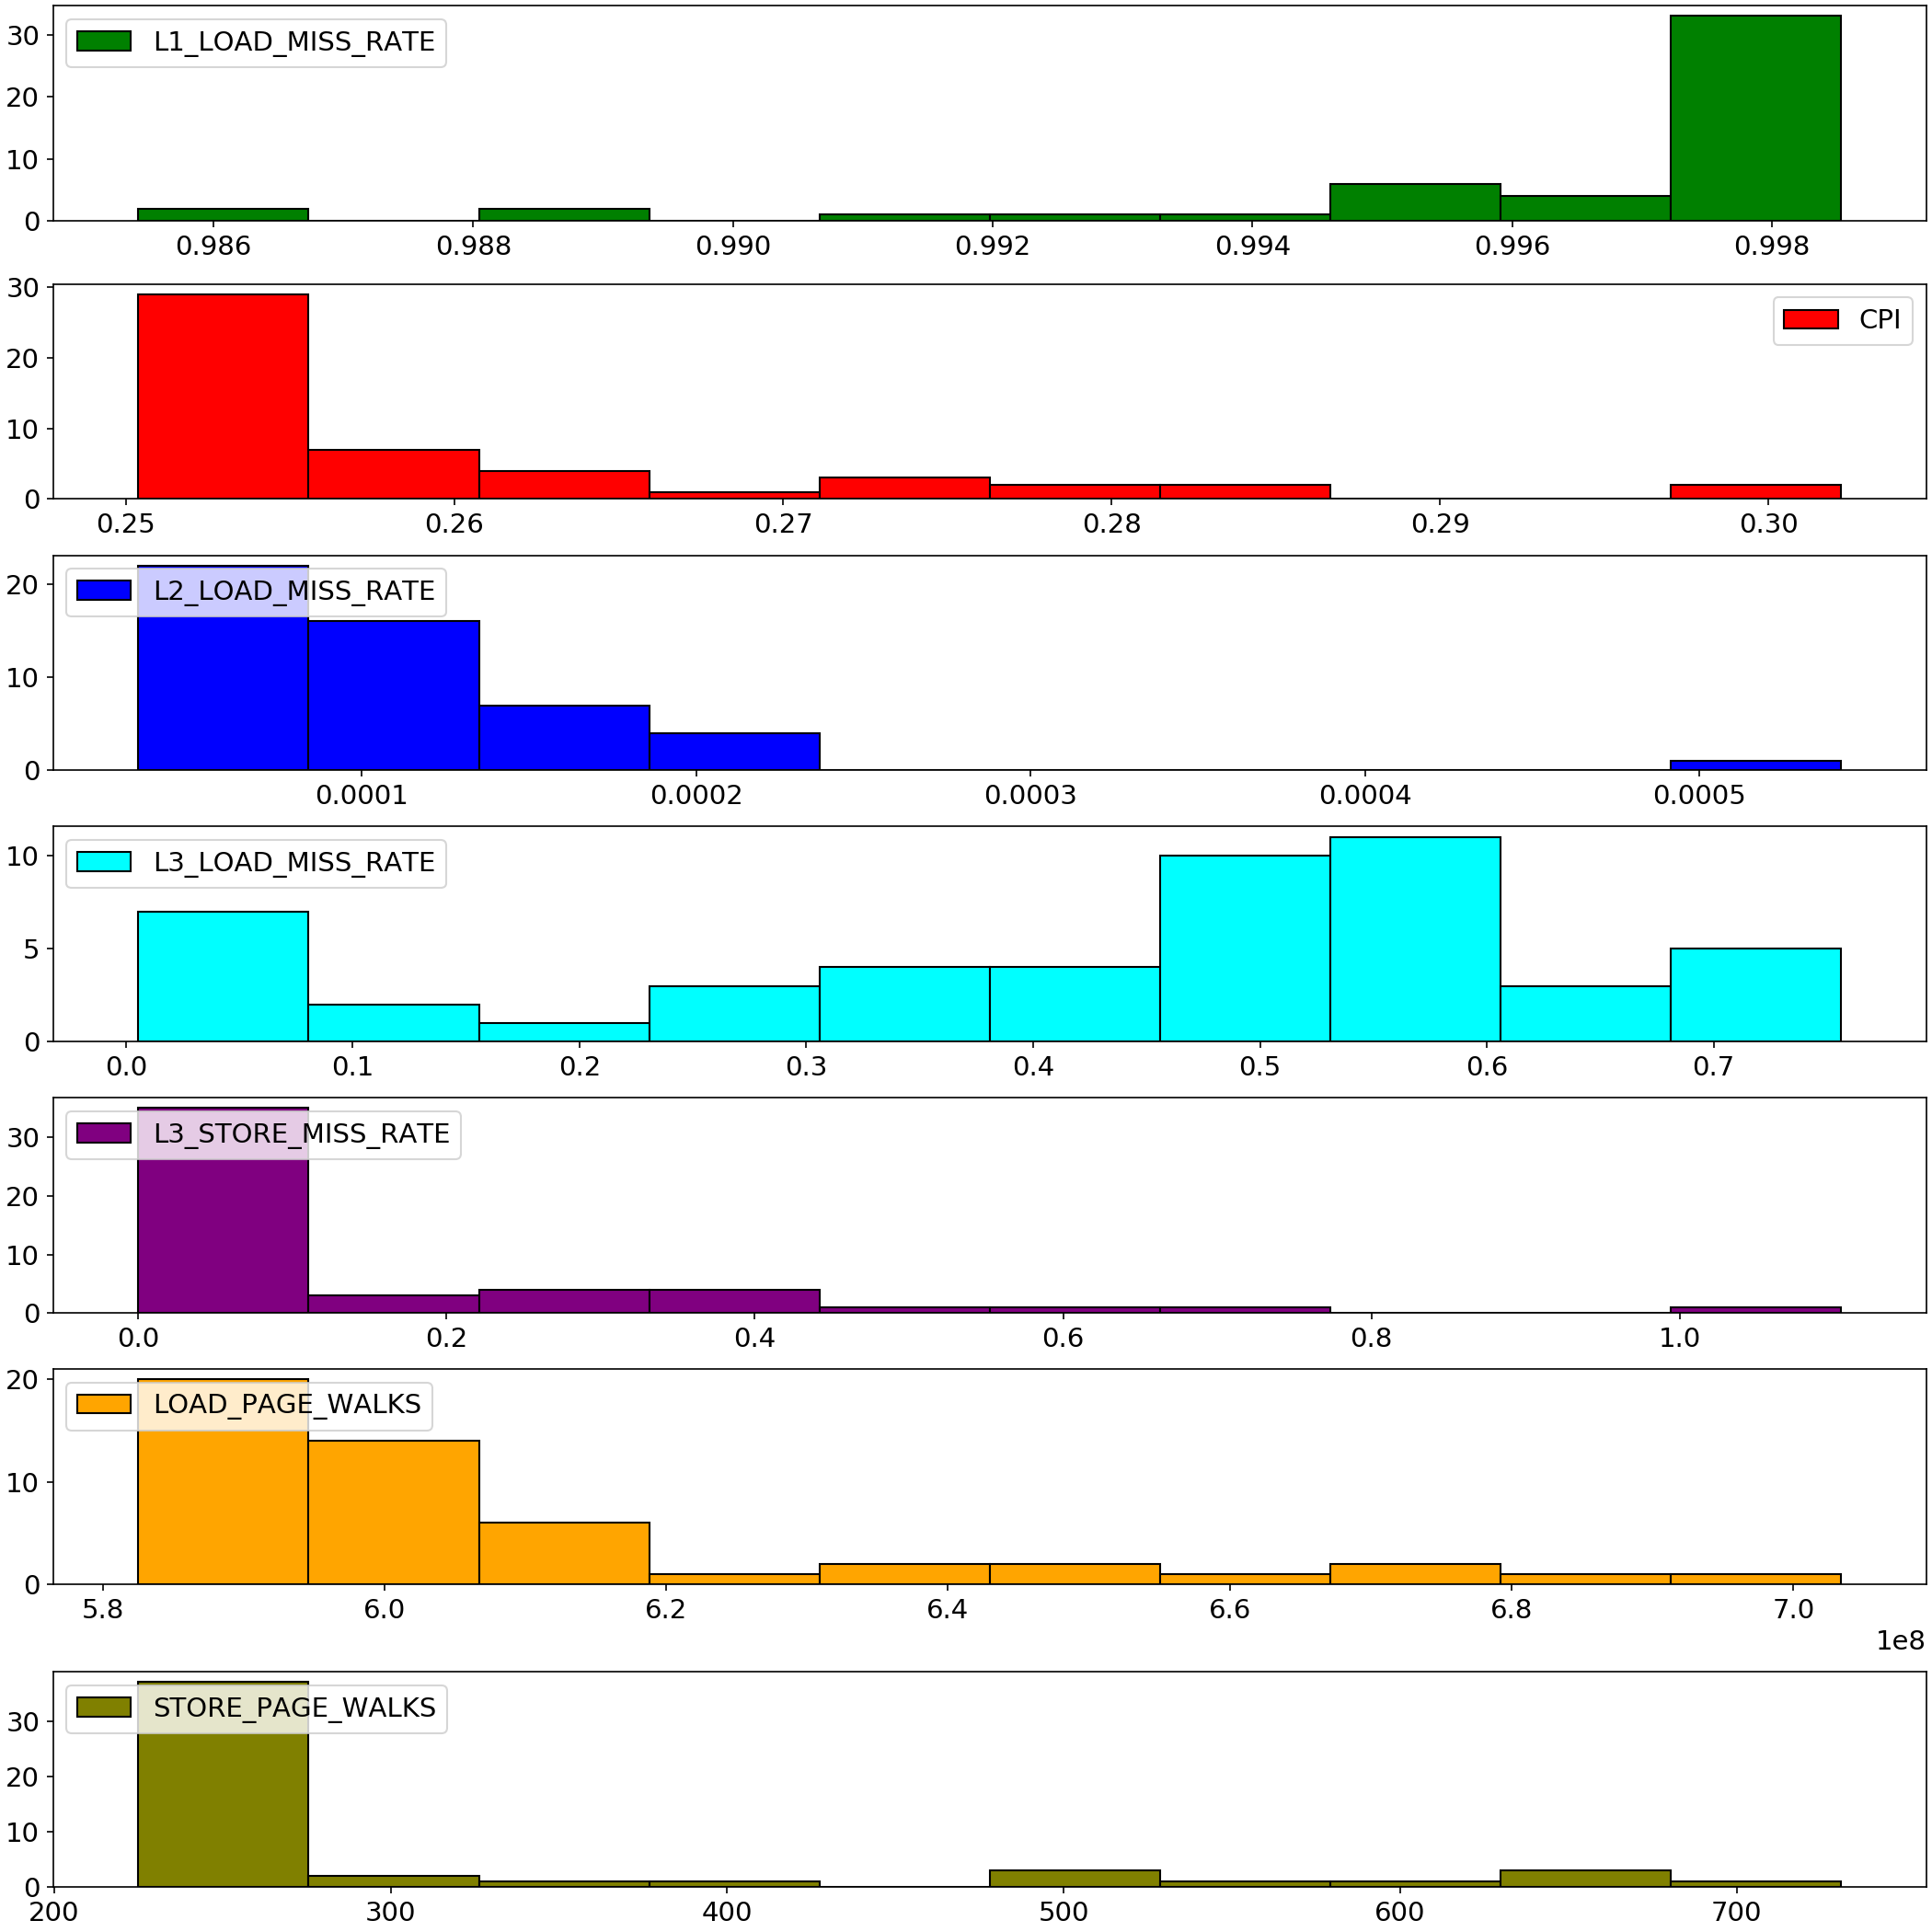 L1_LOAD_MISS_RATE
30
20
10
0
0.986 0.988 0.990 0.992 0.994 0.996 0.998
CPI
30
20
10
0
0.25 0.26 0.27 0.28 0.29 0.30
L2_LOAD_MISS_RATE
20
10
0
0.0001 0.0002 0.0003 0.0004 0.0005
L3_LOAD_MISS_RATE
10
5
0
0.0 0.1 0.2 0.3 0.4 0.5 0.6 0.7
L3_STORE_MISS_RATE
30
20
10
0
0.0 0.2 0.4 0.6 0.8 1.0
LOAD_PAGE_WALKS
20
10
0
5.8 6.0 6.2 6.4 6.6 6.8 7.0
1e8
STORE_PAGE_WALKS
30
20
10
0
200 300 400 500 600 700